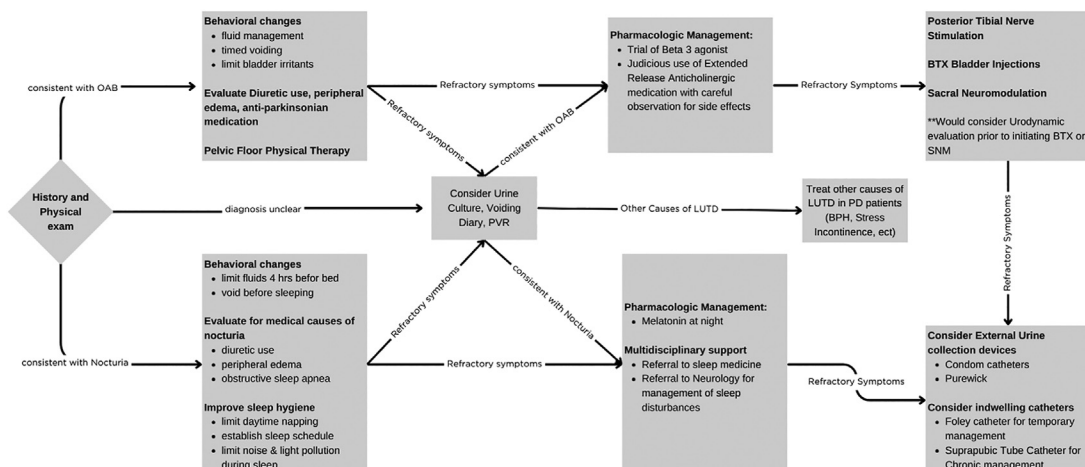 Behavioral changes
fluid management
timed voiding
limit bladder irritants
Evaluate Diuretic use, peripheral
edema, anti-parkinsonian
medication
Pelvic Floor Physical Therapy
Pharmacologic Management:
Trial of Beta 3 agonist
Judicious use of Extended
Release Anticholinergic
medication with careful
observation for side effects
Posterior Tibial Nerve
Stimulation
BTX Bladder Injections
Sacral Neuromodulation
**Would consider Urodynamic
evaluation prior to initiating BTX or
SNM
consistent with OAB
Refractory symptoms
Refractory Symptoms
Refractory symptoms
consistent with OAB
History and
Physical
exam
diagnosis unclear
Consider Urine
Culture, Voiding
Diary, PVR
Other Causes of LUTD
Treat other causes of
LUTD in PD patients
(BPH, Stress
Incontinence, ect)
Refractory Symptoms
Behavioral changes
limit fluids 4 hrs befor bed
void before sleeping
Evaluate for medical causes of
nocturia
diuretic use
peripheral edema
obstructive sleep apnea
Improve sleep hygiene
limit daytime napping
establish sleep schedule
limit noise & light pollution
during sleep
consistent with Nocturia
Refractory symptoms
consistent with Nocturia
Refractory symptoms
Pharmacologic Management:
Melatonin at night
Multidisciplinary support
Referral to sleep medicine
Referral to Neurology for
management of sleep
disturbances
Refractory Symptoms
Consider External Urine
collection devices
Condom catheters
Purewick
Consider indwelling catheters
Foley catheter for temporary
management
Suprapubic Tube Catheter for
Chronic management